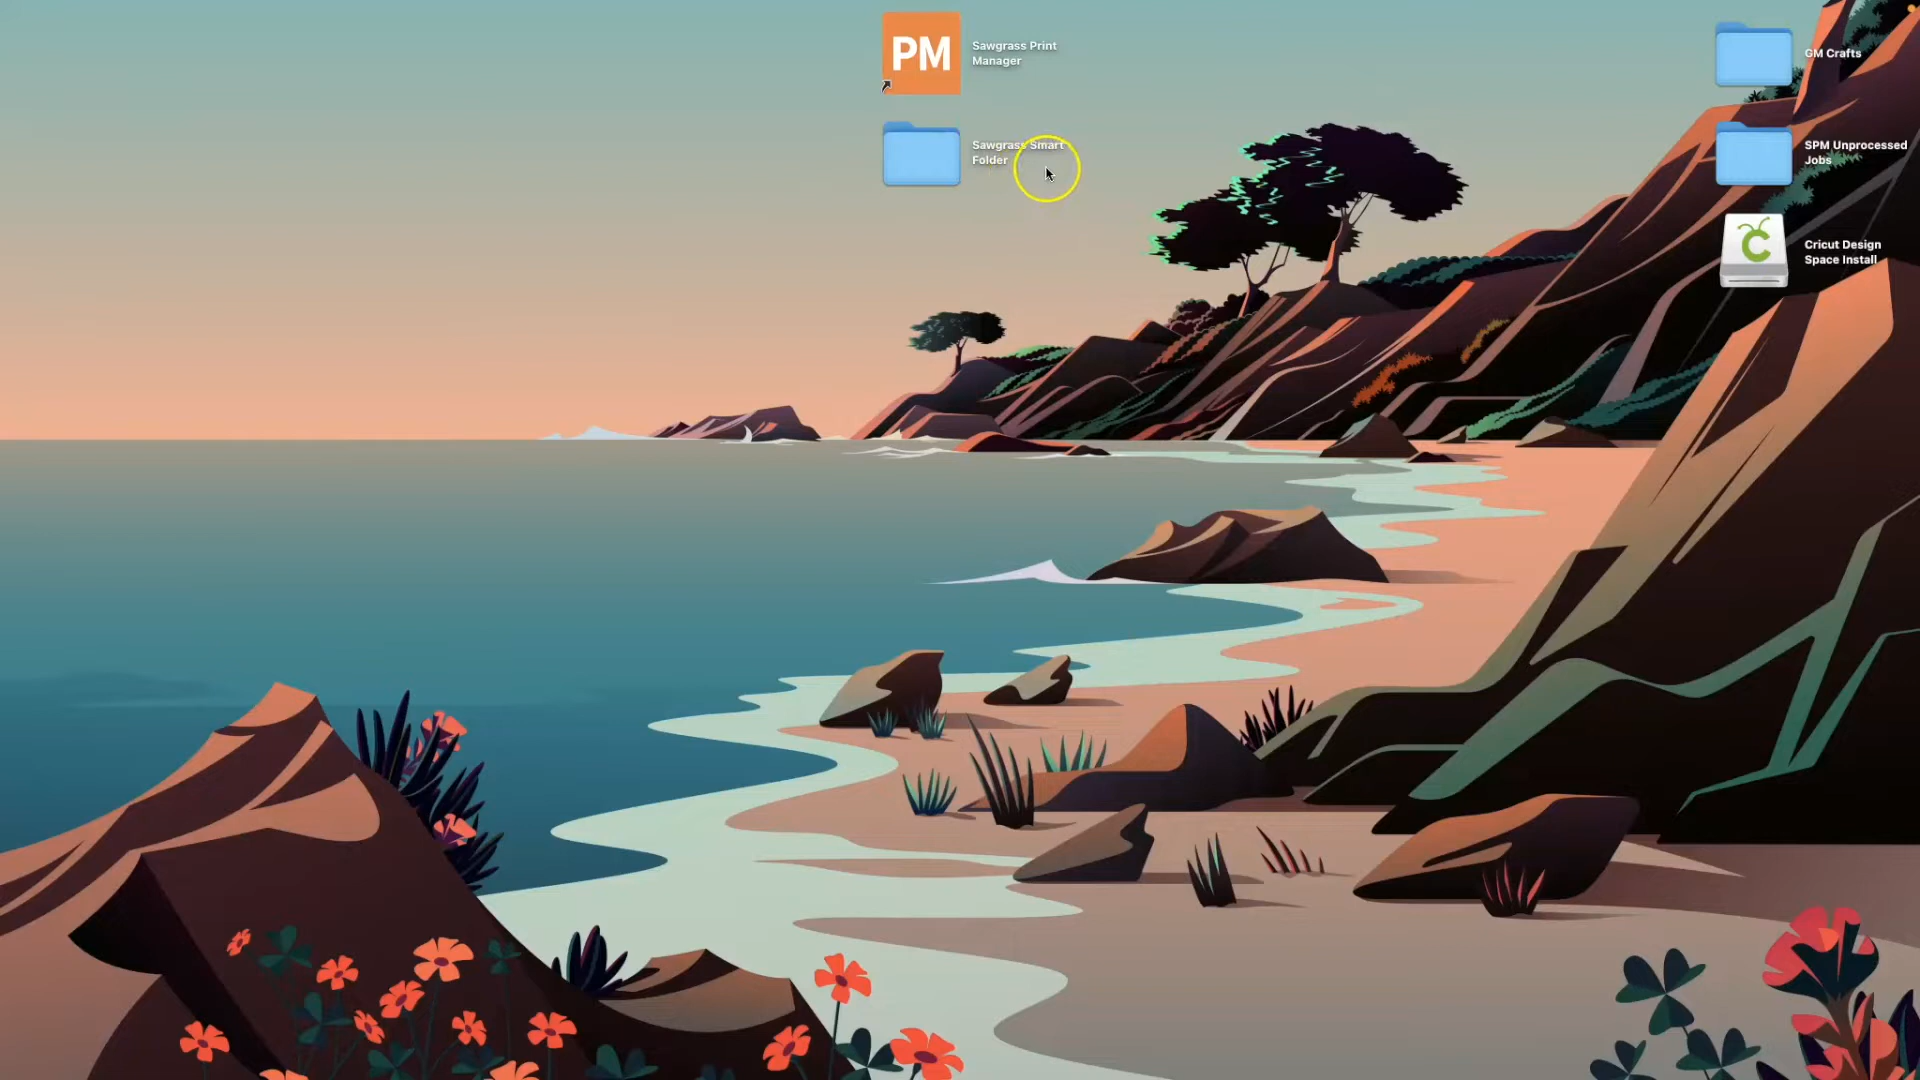 PM
Sawgrass Print
Manager
Sawgrass Smart
Folder
GM Crafts
SPM Unprocessed
Jobs
Cricut Design
Space Install